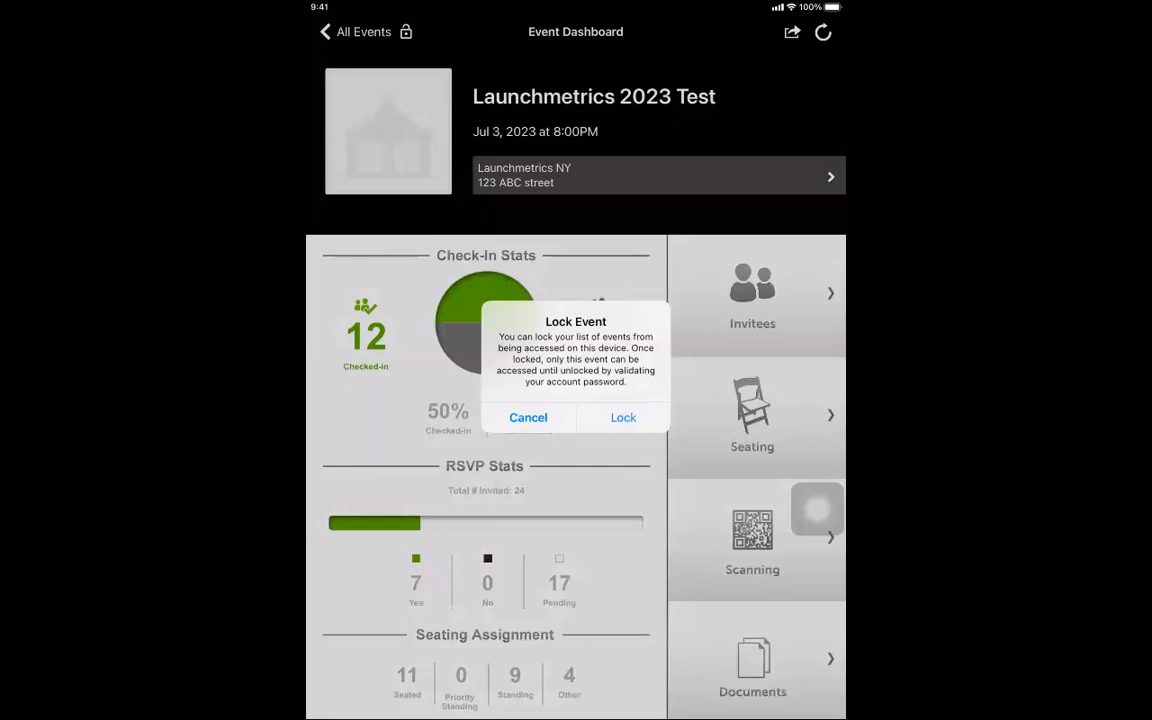 9:41
100%
All Events
Event Dashboard
Launchmetrics 2023 Test
Jul 3, 2023 at 8:00PM
Launchmetrics NY
123 ABC street
Check-In Stats
12
Checked-in
50%
Checked-in
Lock Event
You can lock your list of events from
being accessed on this device. Once
locked, only this event can be
accessed until unlocked by validating
your account password.
Cancel
Lock
RSVP Stats
Total # Invited: 24
7
Yes
0
No
17
Pending
Seating Assignment
11
Seated
0
Priority
Standing
9
Standing
4
Other
Invitees
Seating
Scanning
Documents